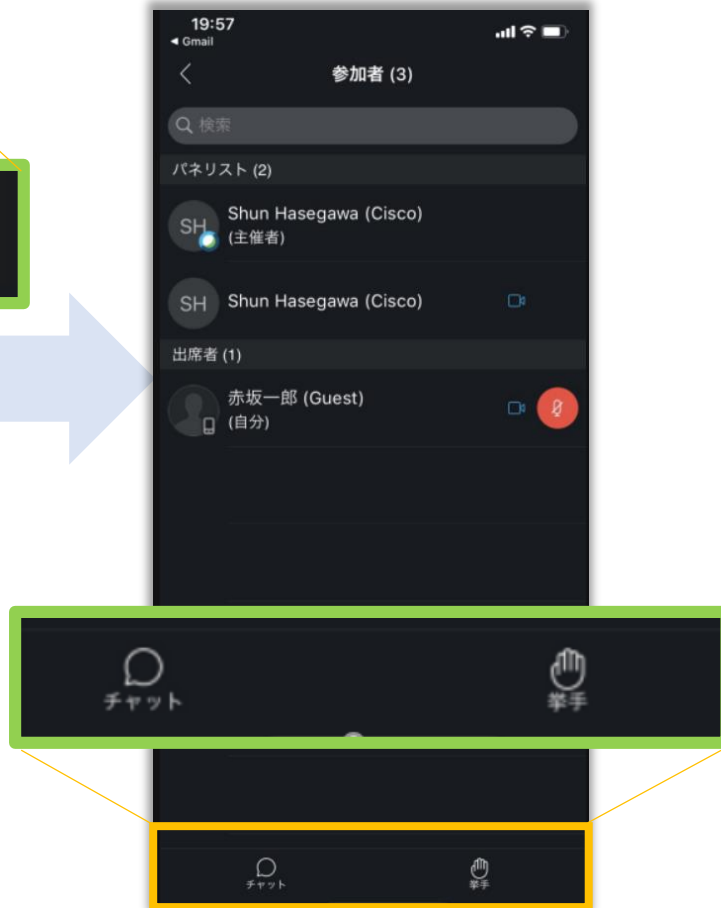 19:57
◀ Gmail
参加者 (3)
検索
パネリスト (2)
SH
Shun Hasegawa (Cisco)
(主催者)
SH
Shun Hasegawa (Cisco)
出席者 (1)
赤坂一郎 (Guest)
(自分)
チャット
挙手
チャット
挙手